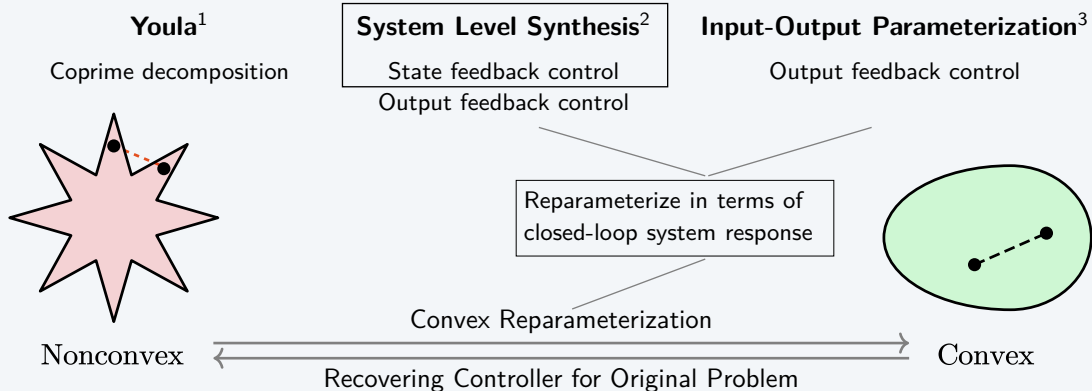 Youla¹
Coprime decomposition
System Level Synthesis²
State feedback control
Output feedback control
Input-Output Parameterization³
Output feedback control
Reparameterize in terms of
closed-loop system response
Convex Reparameterization
Nonconvex
Convex
Recovering Controller for Original Problem